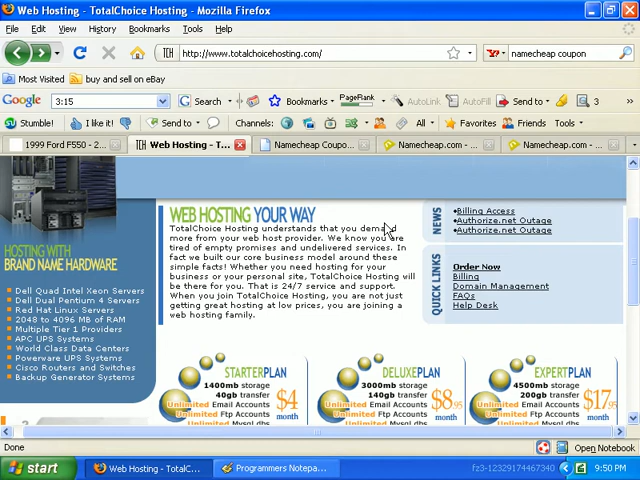 Web Hosting - TotalChoice Hosting - Mozilla Firefox
File Edit View History Bookmarks Tools Help
http://www.totalchoicehosting.com/
namecheap coupon
Most Visited buy and sell on eBay
Google 3:15 Search Bookmarks PageRank AutoLink AutoFill Send to 3
Stumble! I like it! Send to Channels: All Favorites Friends Tools
1999 Ford F550 - 2... Web Hosting - T... Namecheap Coupo... Namecheap.com - ... Namecheap.com - ...
HOSTING WITH
BRAND NAME HARDWARE
Dell Quad Intel Xeon Servers
Dell Dual Pentium 4 Servers
Red Hat Linux Servers
2048 to 4096 MB of RAM
Multiple Tier 1 Providers
APC UPS Systems
World Class Data Centers
Powerware UPS Systems
Cisco Routers and Switches
Backup Generator Systems
WEB HOSTING YOUR WAY
TotalChoice Hosting understands that you demand
more from your web host provider. We know you are
tired of empty promises and undelivered services. In
fact we built our core business model around these
simple facts! Whether you need hosting for your
business or your personal site, TotalChoice Hosting will
be there for you. That is 24/7 service and support.
When you join TotalChoice Hosting, you are not just
getting great hosting at low prices, you are joining a
web hosting family.
NEWS
Billing Access
Authorize.net Outage
Authorize.net Outage
QUICK LINKS
Order Now
Billing
Domain Management
FAQs
Help Desk
STARTERPLAN
1400mb storage
40gb transfer
Unlimited Email Accounts
Unlimited Ftp Accounts
Unlimited Mysql dbs
$4
month
DELUXEPLAN
3000mb storage
140gb transfer
Unlimited Email Accounts
Unlimited Ftp Accounts
Unlimited Mysql dbs
$8.95
month
EXPERTPLAN
4500mb storage
200gb transfer
Unlimited Email Accounts
Unlimited Ftp Accounts
Unlimited Mysql dbs
$17
month
Done
Open Notebook
start Web Hosting - TotalC... Programmers Notepa... fz3-12329174467340 9:50 PM